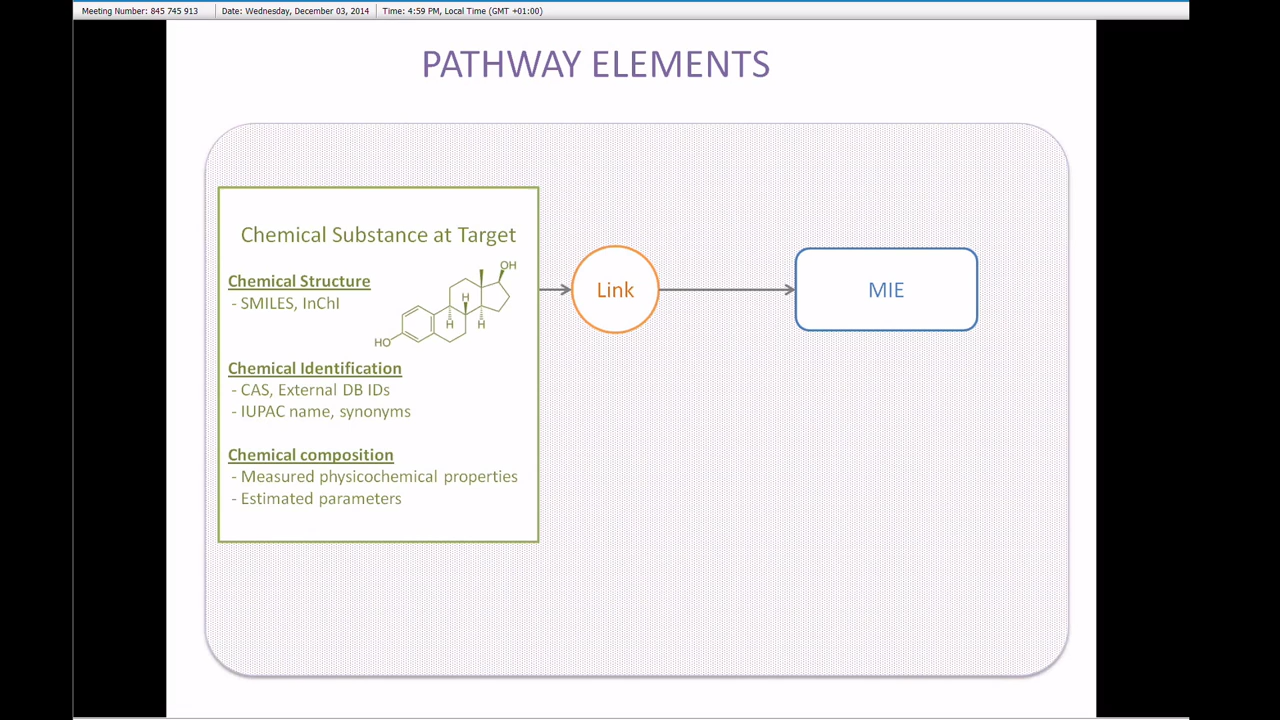 Meeting Number: 845 745 913 Date: Wednesday, December 03, 2014 Time: 4:59 PM, Local Time (GMT +01:00)
PATHWAY ELEMENTS
Chemical Substance at Target
Chemical Structure
- SMILES, InChI
OH
H
H
H
HO
Chemical Identification
- CAS, External DB IDs
- IUPAC name, synonyms
Chemical composition
- Measured physicochemical properties
- Estimated parameters
Link
MIE